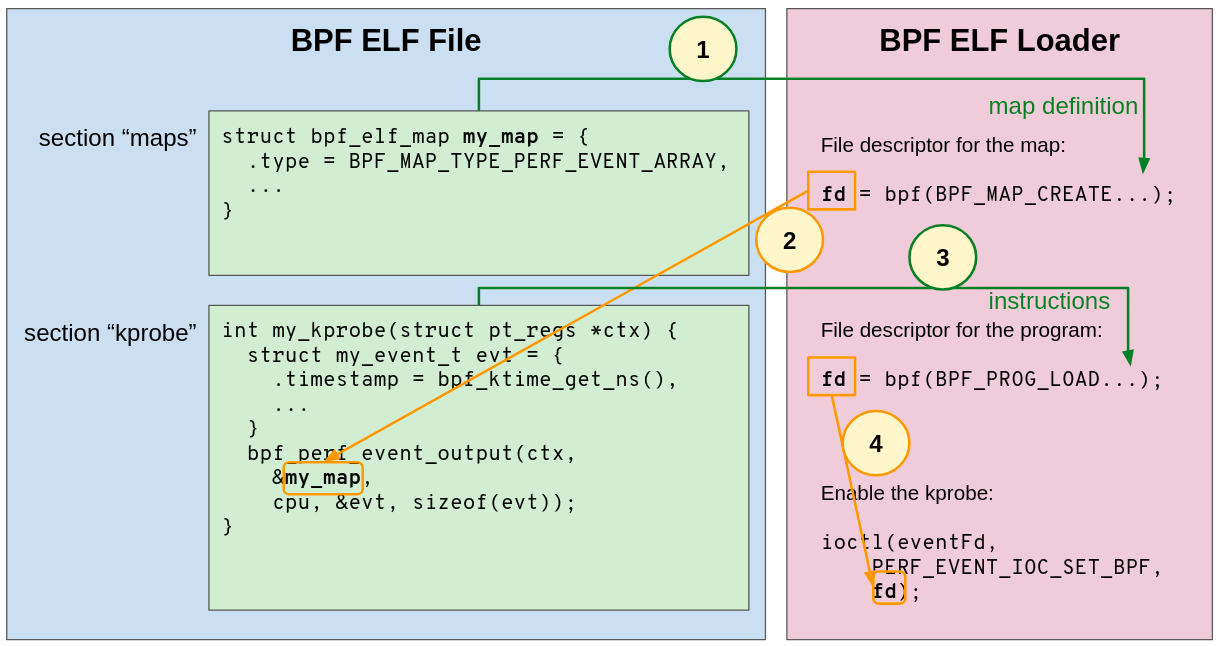 BPF ELF File
1
section “maps”
struct bpf_elf_map my_map = {
  .type = BPF_MAP_TYPE_PERF_EVENT_ARRAY,
  ...
}
section “kprobe”
int my_kprobe(struct pt_regs *ctx) {
  struct my_event_t evt = {
    .timestamp = bpf_ktime_get_ns(),
    ...
  }
  bpf_perf_event_output(ctx,
    &my_map,
    cpu, &evt, sizeof(evt));
}
BPF ELF Loader
map definition
File descriptor for the map:
fd = bpf(BPF_MAP_CREATE...);
2
3
instructions
File descriptor for the program:
fd = bpf(BPF_PROG_LOAD...);
4
Enable the kprobe:
ioctl(eventFd,
    PERF_EVENT_IOC_SET_BPF,
    fd);